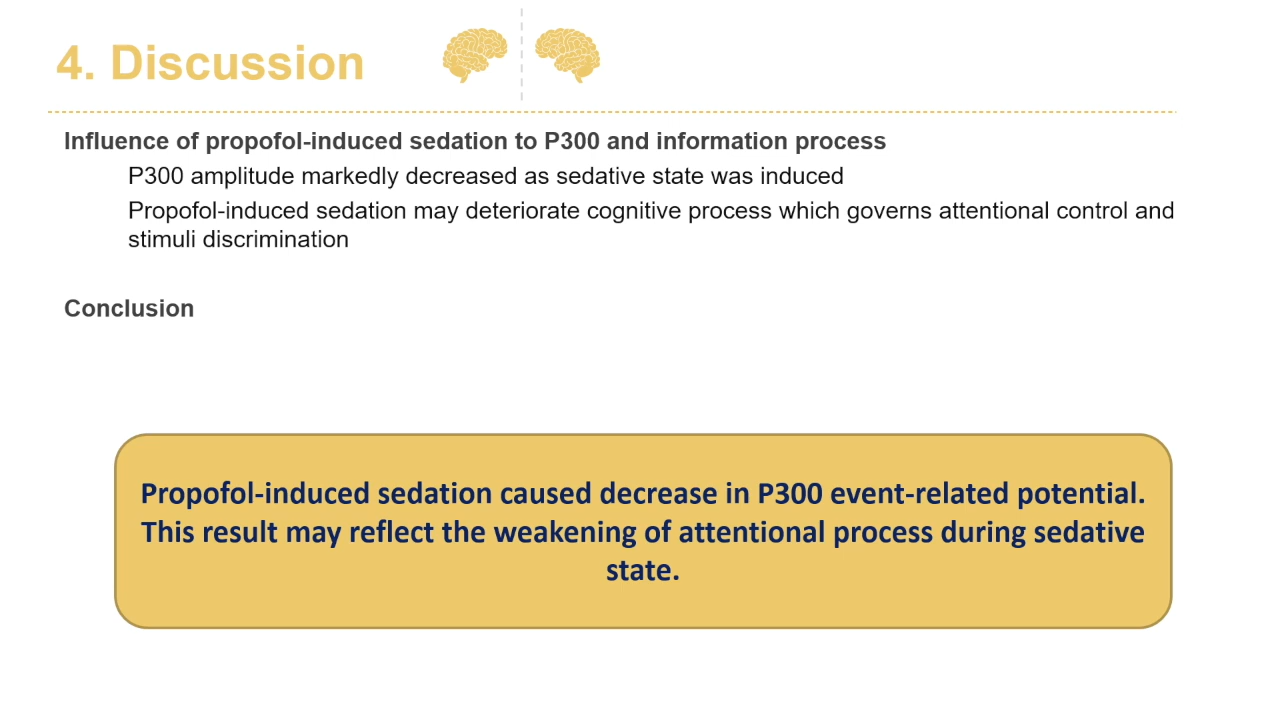 4. Discussion
Influence of propofol-induced sedation to P300 and information process
P300 amplitude markedly decreased as sedative state was induced
Propofol-induced sedation may deteriorate cognitive process which governs attentional control and
stimuli discrimination
Conclusion
Propofol-induced sedation caused decrease in P300 event-related potential.
This result may reflect the weakening of attentional process during sedative
state.